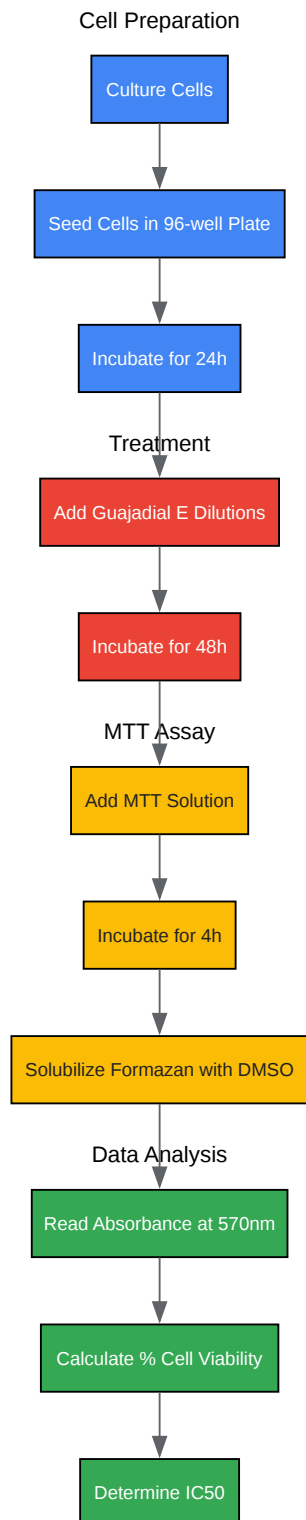 Cell Preparation
Culture Cells
Seed Cells in 96-well Plate
Incubate for 24h
Treatment
Add Guajadial E Dilutions
Incubate for 48h
MTT Assay
Add MTT Solution
Incubate for 4h
Solubilize Formazan with DMSO
Data Analysis
Read Absorbance at 570nm
Calculate % Cell Viability
Determine IC50